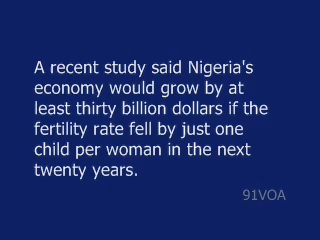 A recent study said Nigeria's
economy would grow by at
least thirty billion dollars if the
fertility rate fell by just one
child per woman in the next
twenty years.
91VOA